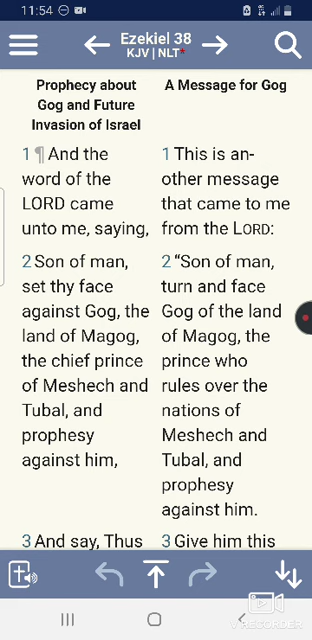 11:54
Ezekiel 38
KJV | NLT*
Prophecy about
Gog and Future
Invasion of Israel
1 ¶ And the
word of the
LORD came
unto me, saying,
2 Son of man,
set thy face
against Gog, the
land of Magog,
the chief prince
of Meshech and
Tubal, and
prophesy
against him,
3 And say, Thus
A Message for Gog
1 This is an-
other message
that came to me
from the LORD:
2 “Son of man,
turn and face
Gog of the land
of Magog, the
prince who
rules over the
nations of
Meshech and
Tubal, and
prophesy
against him.
3 Give him this
V RECORDER